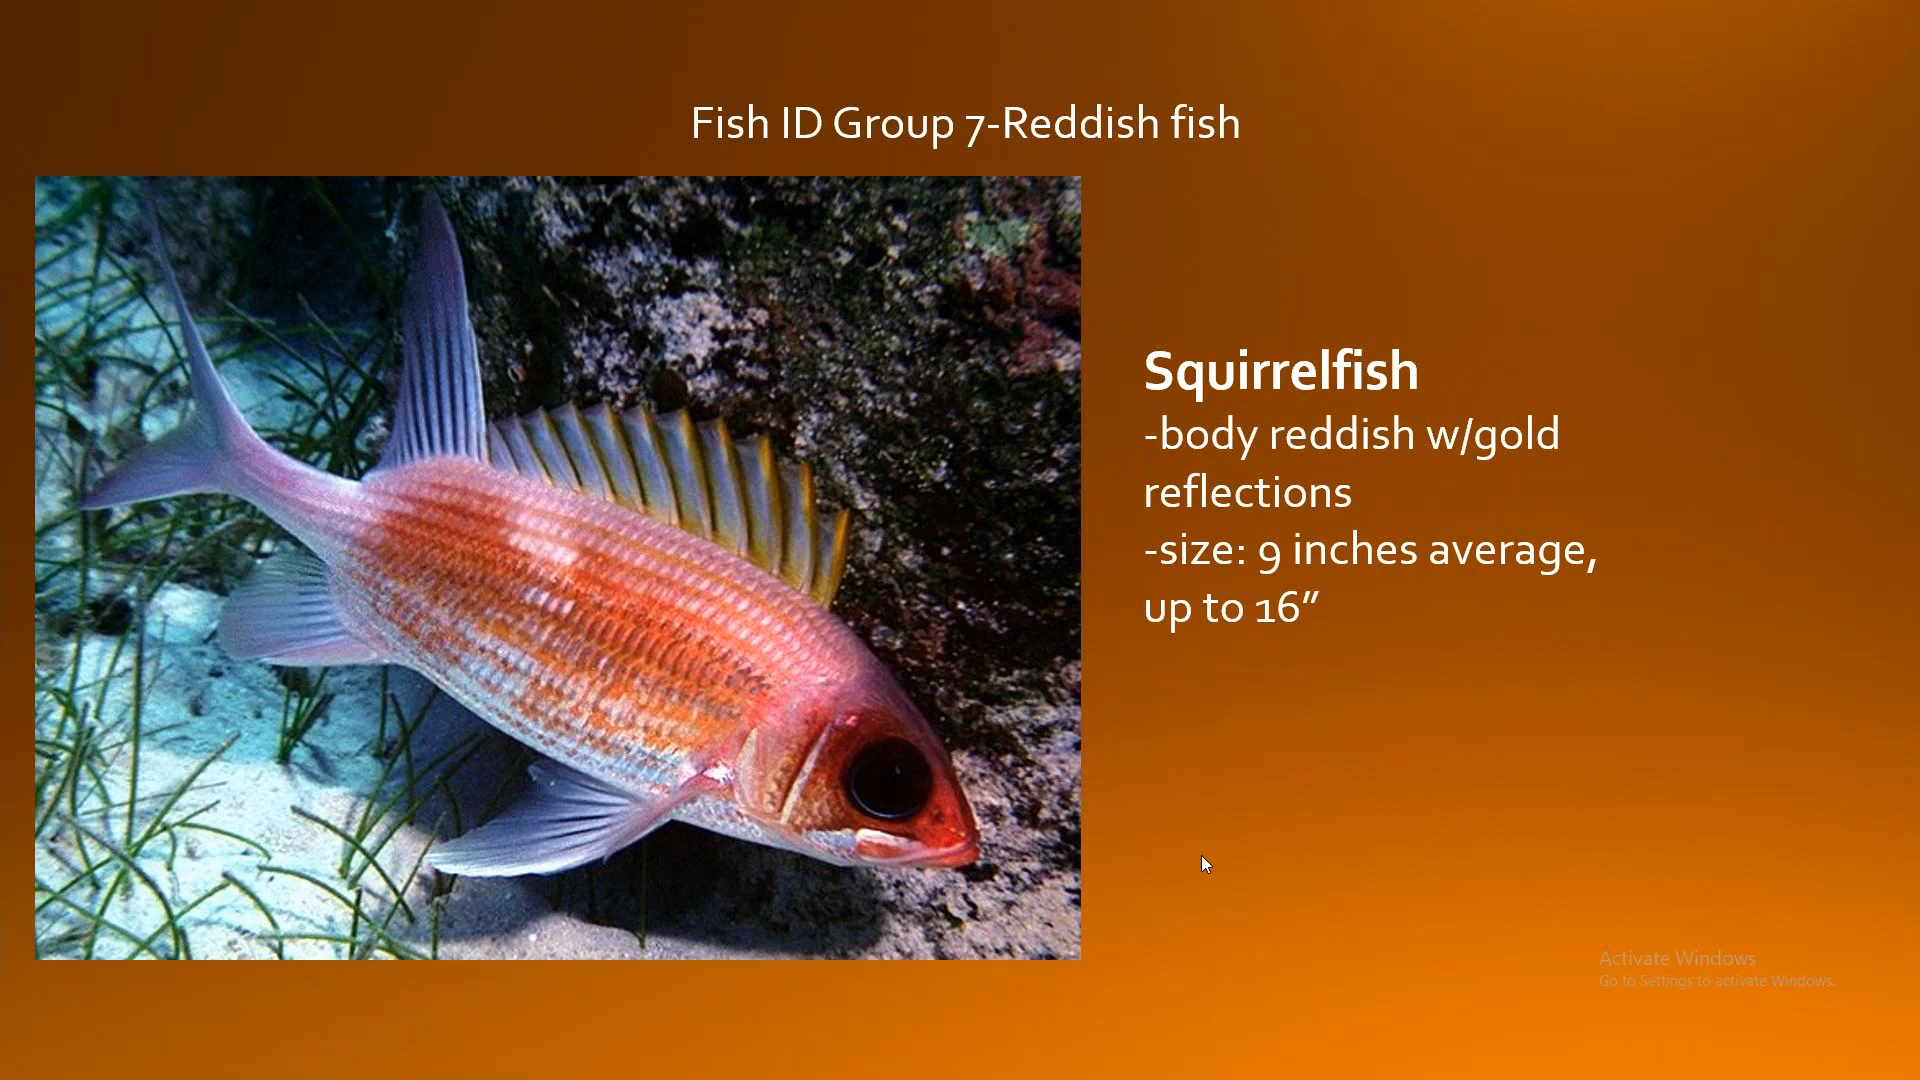 Fish ID Group 7-Reddish fish
Squirrelfish
-body reddish w/gold
reflections
-size: 9 inches average,
up to 16”
Activate Windows
Go to Settings to activate Windows.